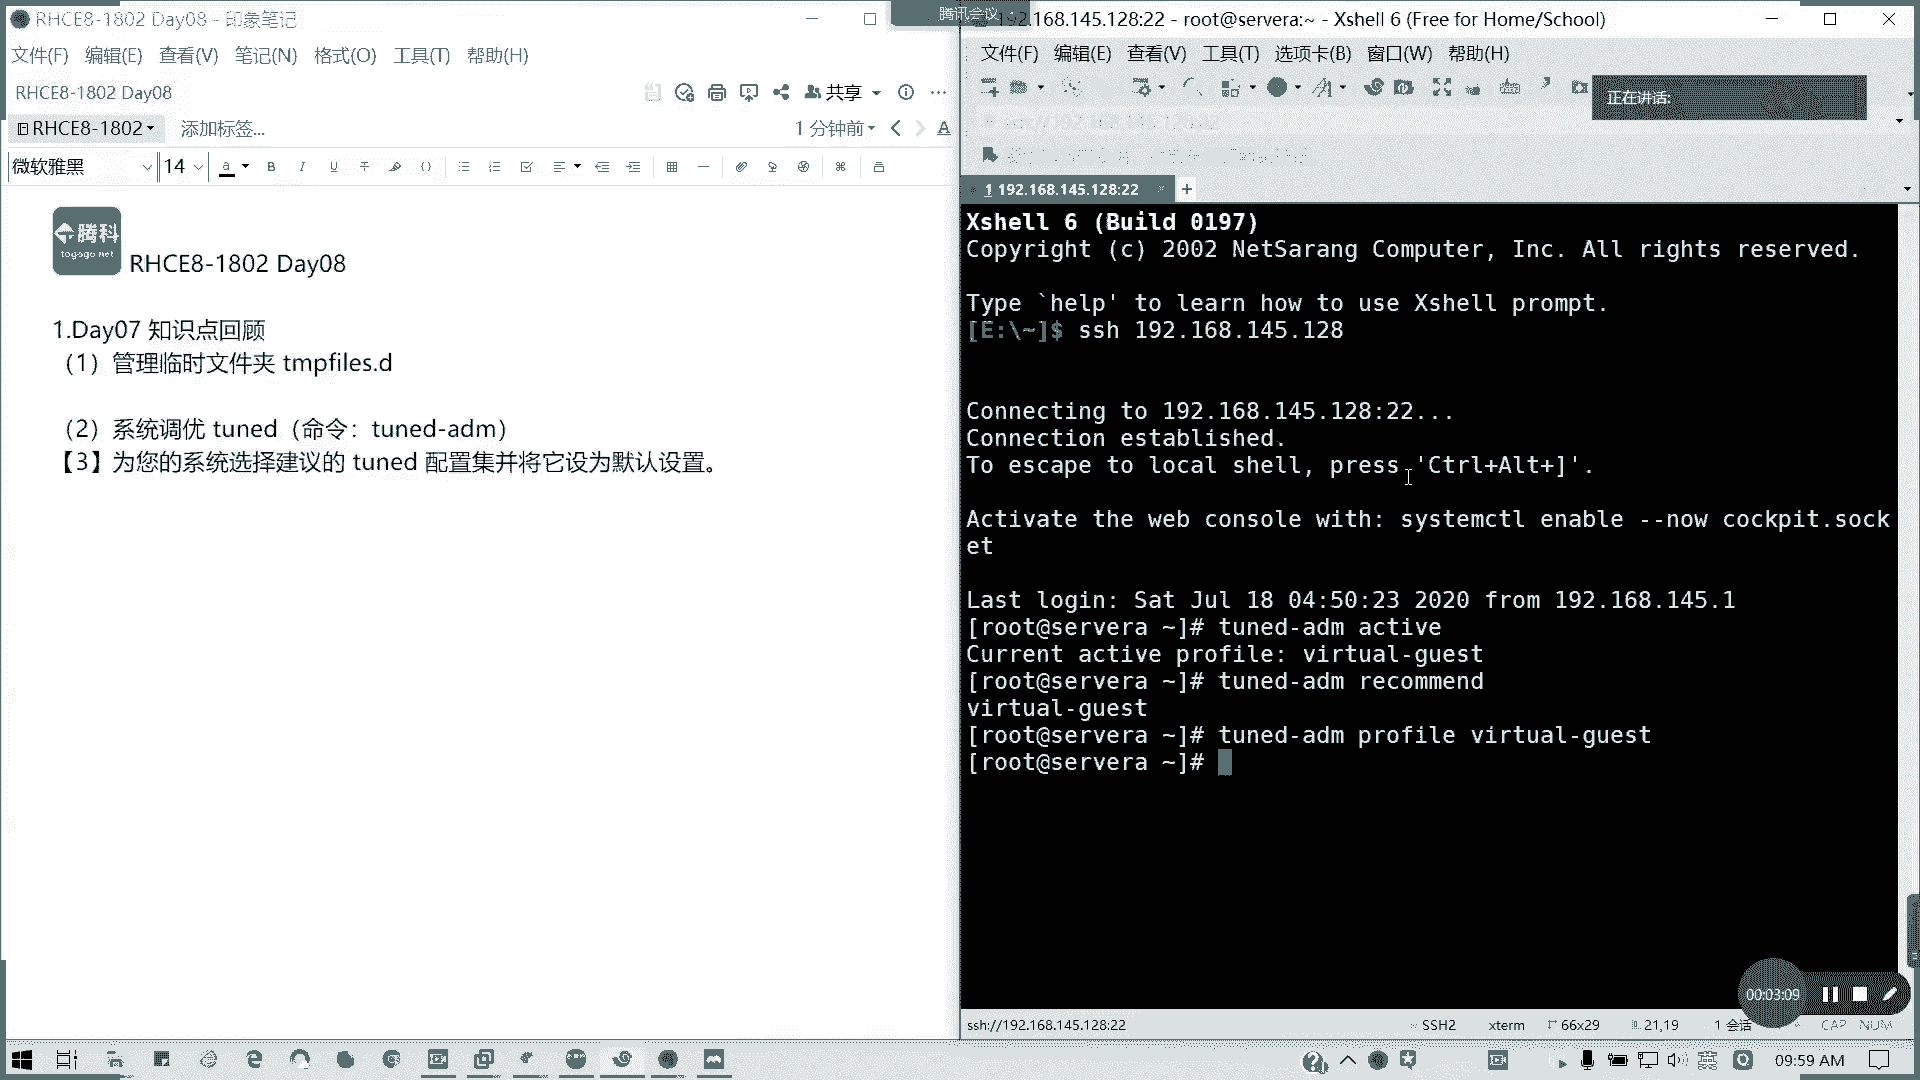 RHCE8-1802 Day08 - 印象笔记
文件(F) 编辑(E) 查看(V) 笔记(N) 格式(O) 工具(T) 帮助(H)
RHCE8-1802 Day08
共享
RHCE8-1802
添加标签...
1 分钟前
微软雅黑
14
腾科
togogo net
RHCE8-1802 Day08
1.Day07 知识点回顾
（1）管理临时文件夹 tmpfiles.d
（2）系统调优 tuned（命令：tuned-adm）
【3】为您的系统选择建议的 tuned 配置集并将它设为默认设置。
腾讯会议
192.168.145.128:22 - root@servera:~ - Xshell 6 (Free for Home/School)
文件(F) 编辑(E) 查看(V) 工具(T) 选项卡(B) 窗口(W) 帮助(H)
正在讲话:
ssh://192.168.145.128:22
1 192.168.145.128:22
Xshell 6 (Build 0197)
Copyright (c) 2002 NetSarang Computer, Inc. All rights reserved.
Type `help' to learn how to use Xshell prompt.
[E:\~]$ ssh 192.168.145.128
Connecting to 192.168.145.128:22...
Connection established.
To escape to local shell, press 'Ctrl+Alt+]'.
Activate the web console with: systemctl enable --now cockpit.sock
et
Last login: Sat Jul 18 04:50:23 2020 from 192.168.145.1
[root@servera ~]# tuned-adm active
Current active profile: virtual-guest
[root@servera ~]# tuned-adm recommend
virtual-guest
[root@servera ~]# tuned-adm profile virtual-guest
[root@servera ~]#
00:03:09
ssh://192.168.145.128:22
SSH2
xterm
66x29
21,19
1 会话
CAP
NUM
英
09:59 AM